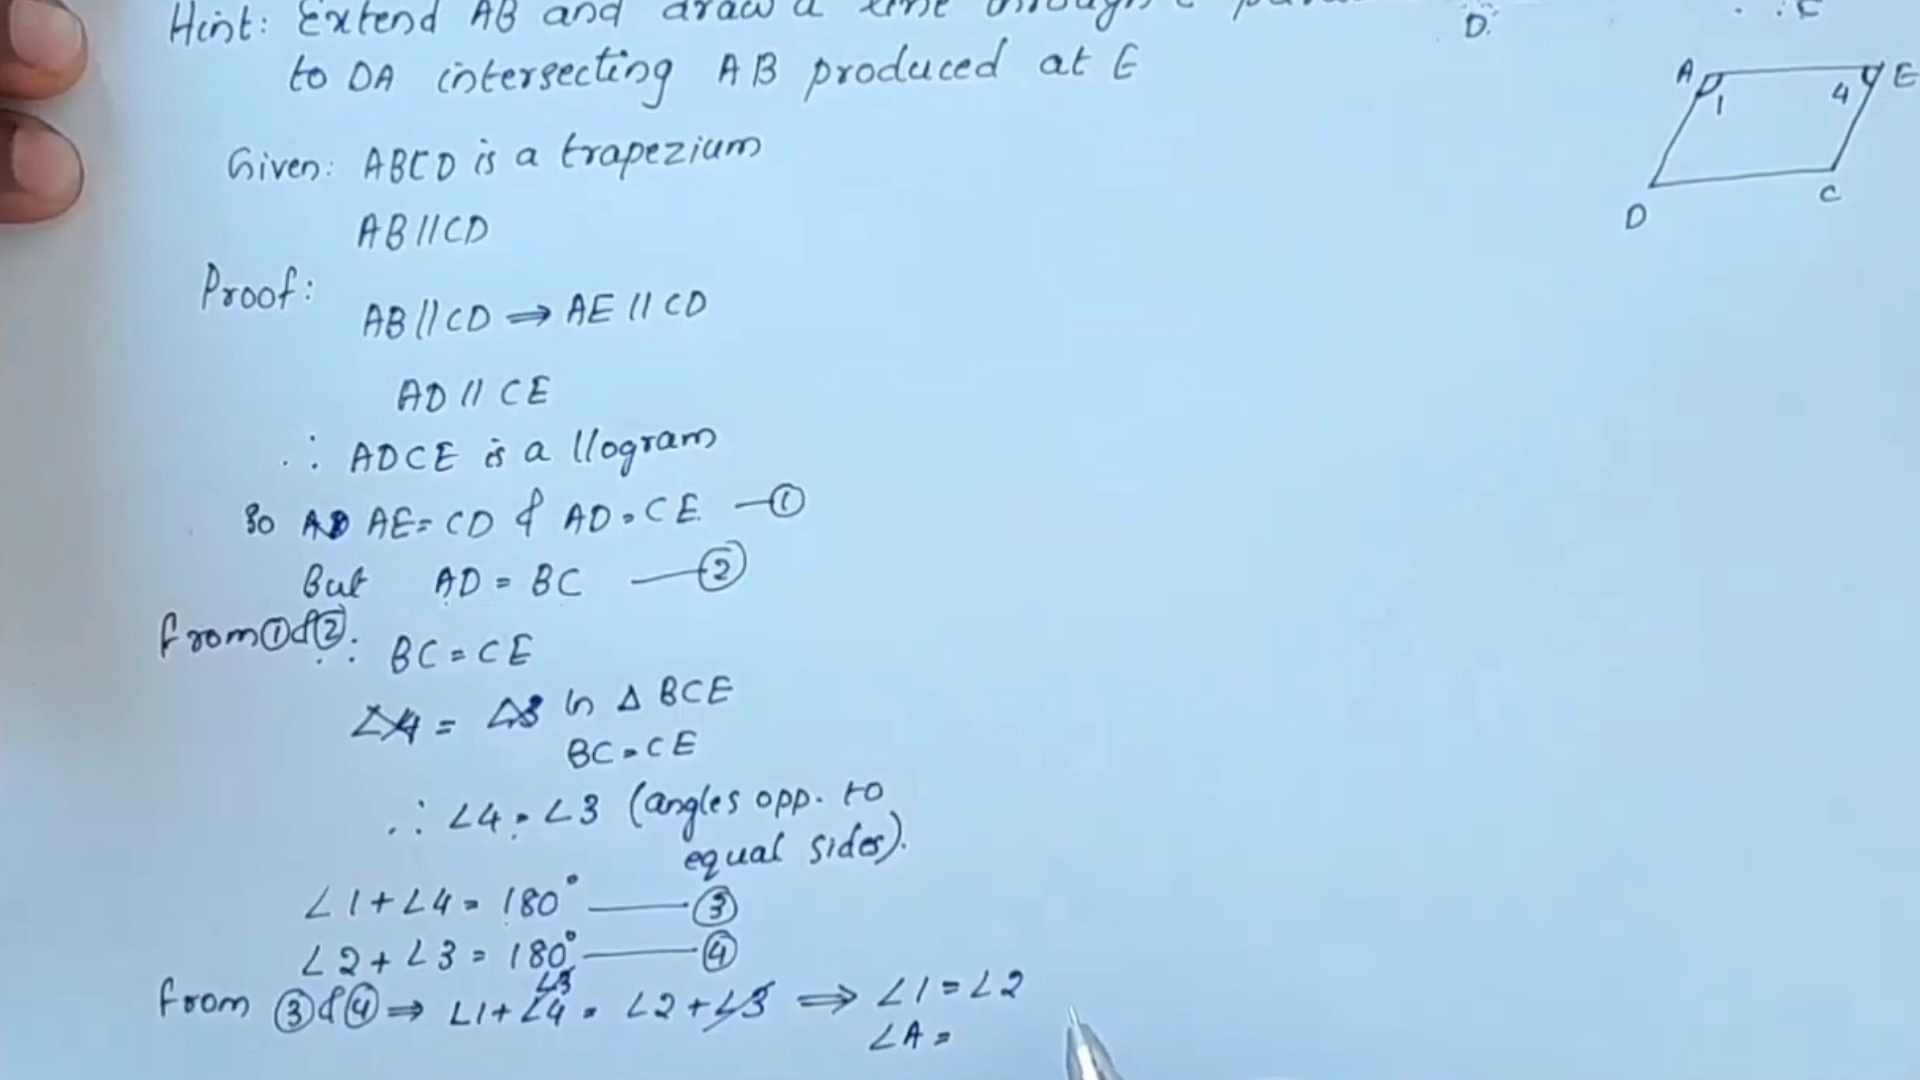 Hint: Extend AB and draw a line through C
to DA intersecting AB produced at E
Given: ABCD is a trapezium
AB // CD
Proof:
AB // CD ⇒ AE // CD
AD // CE
∴ ADCE is a llogram
So AD AE = CD & AD = CE — ①
But AD = BC — ②
from ① & ②
∴ BC = CE
∠4 = ∠3 In Δ BCE
BC = CE
∴ ∠4 = ∠3 (angles opp. to
equal sides).
∠1 + ∠4 = 180° — ③
∠2 + ∠3 = 180° — ④
∠3
from ③ & ④ ⇒ ∠1 + ∠4 = ∠2 + ∠3 ⇒ ∠1 = ∠2
∠A =
D
A E
1 4
D C